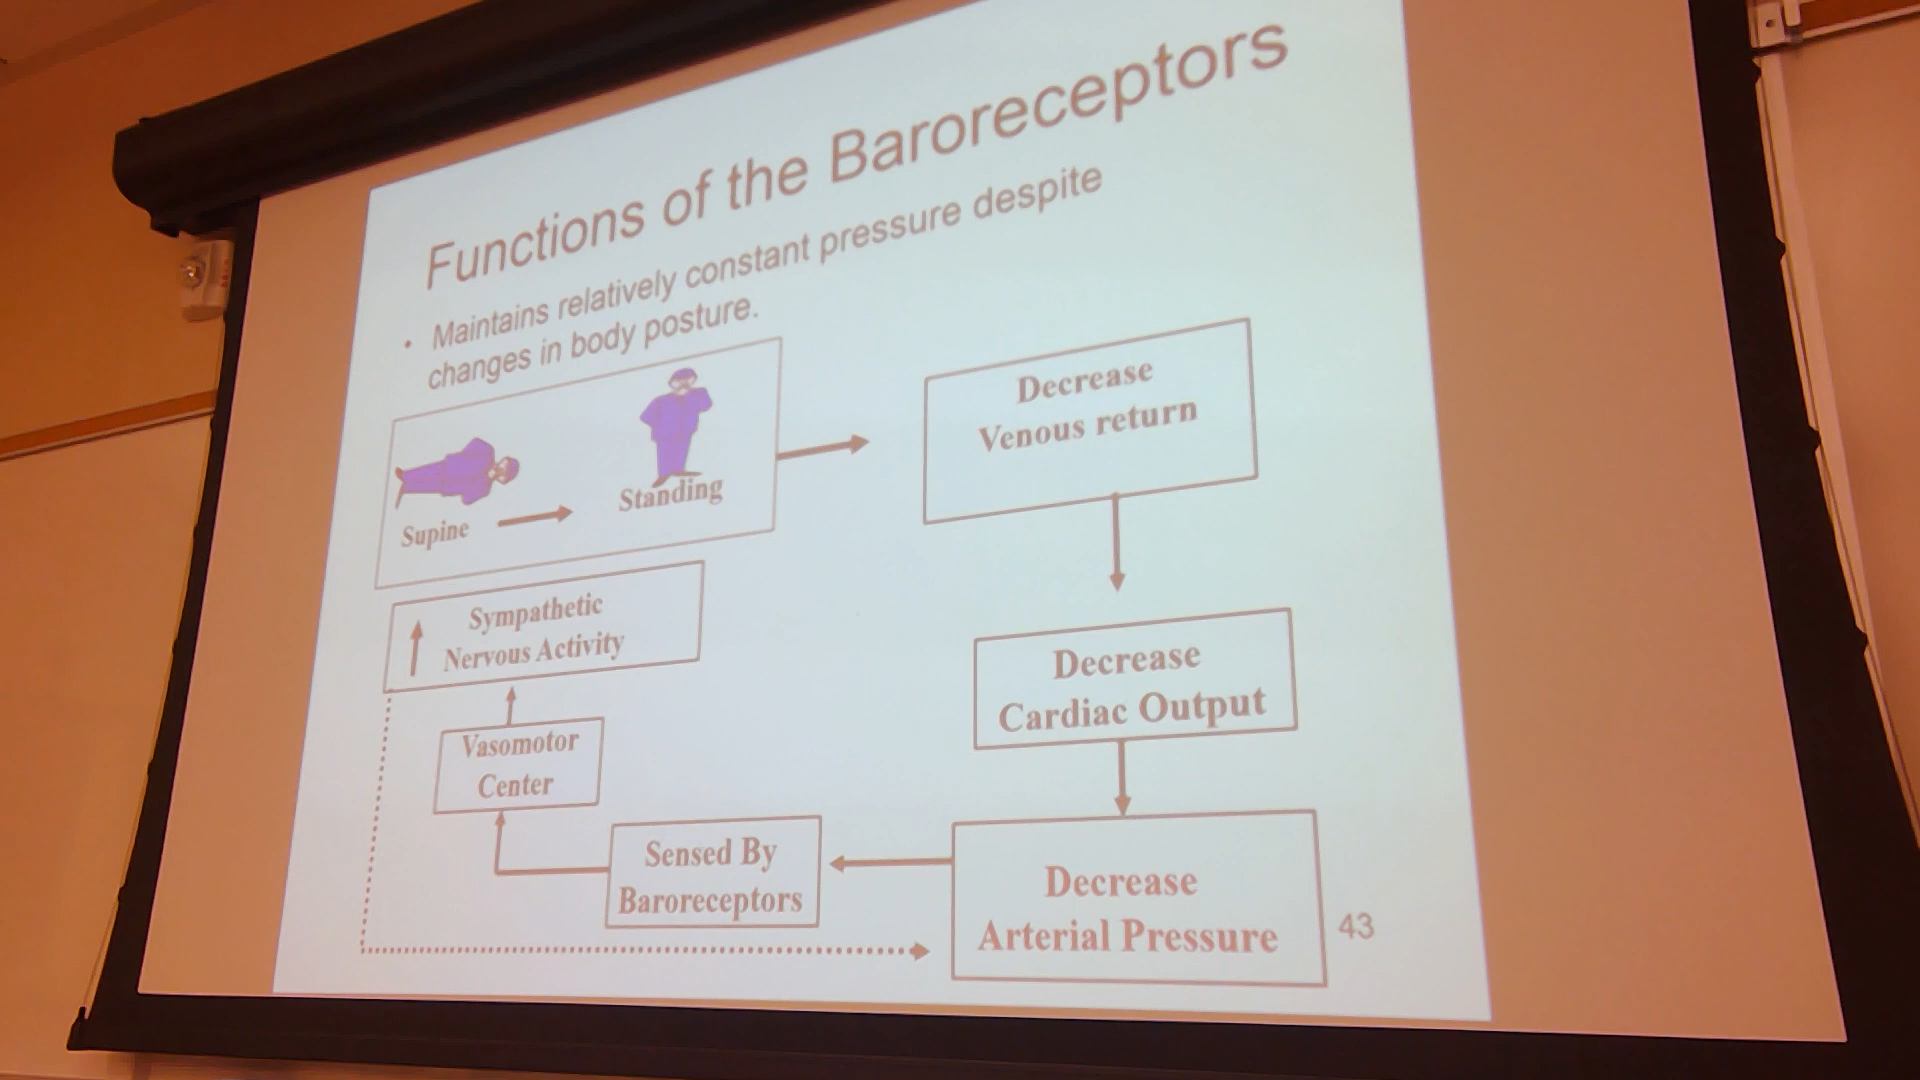 Functions of the Baroreceptors
• Maintains relatively constant pressure despite
changes in body posture.
Supine
Standing
Decrease
Venous return
Decrease
Cardiac Output
Decrease
Arterial Pressure
Sensed By
Baroreceptors
Vasomotor
Center
Sympathetic
Nervous Activity
43